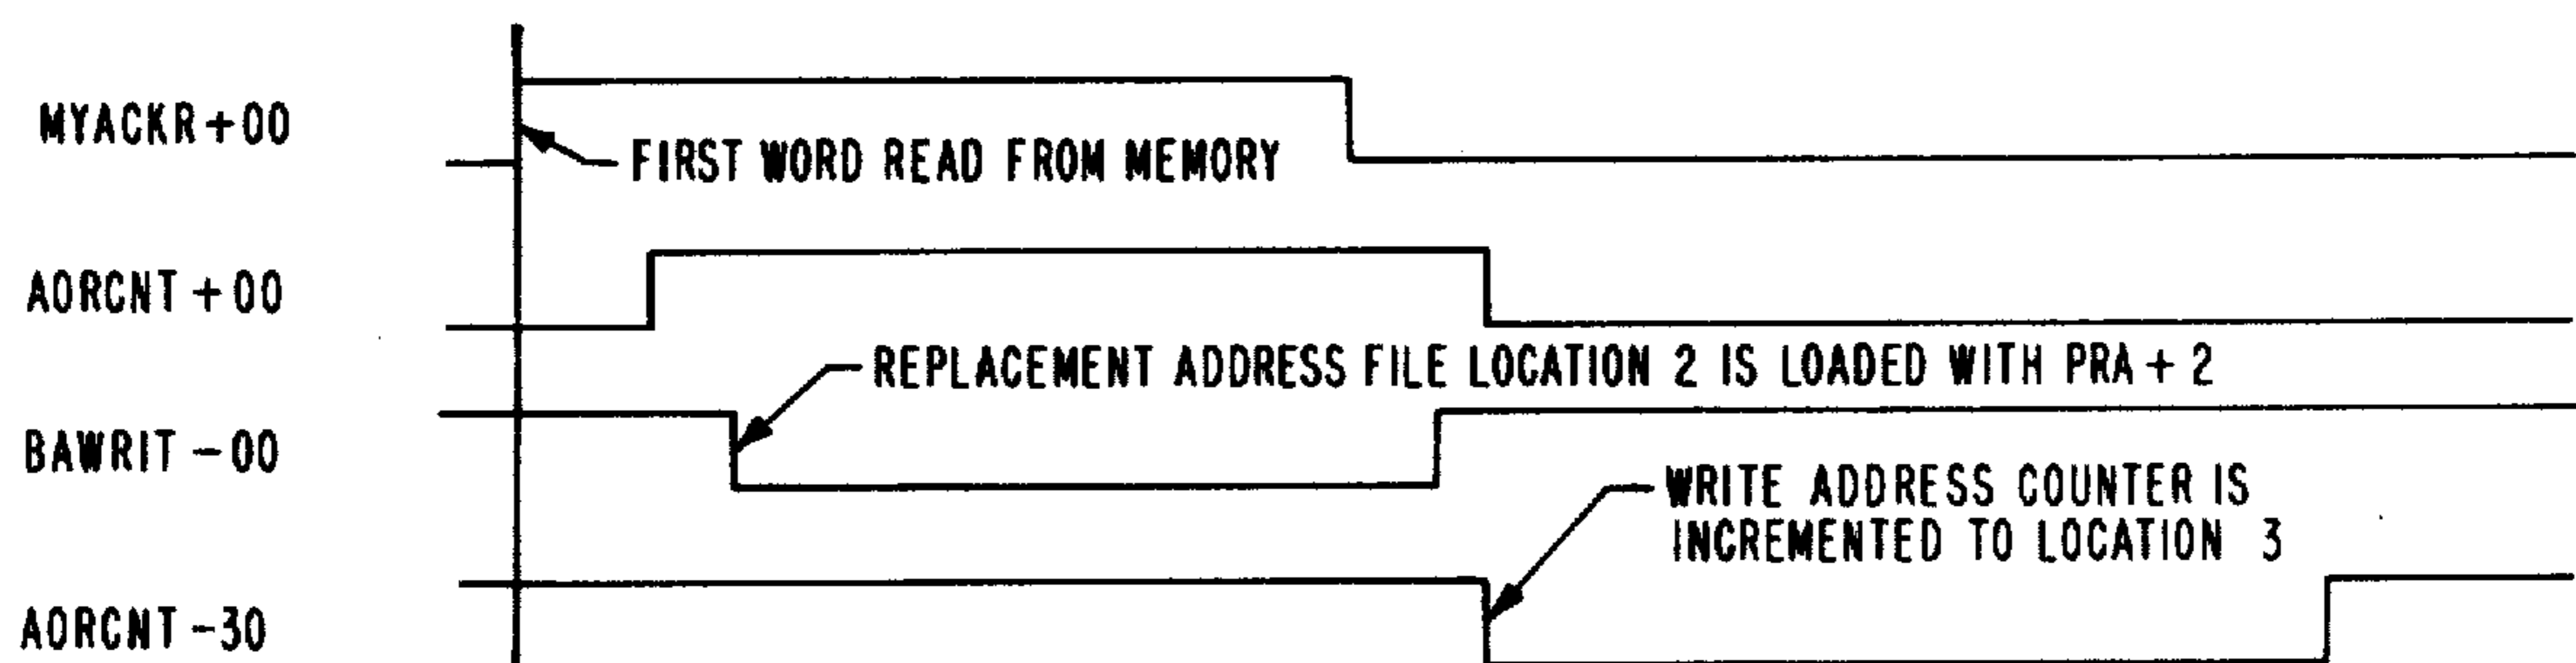 MYACKR+00
FIRST WORD READ FROM MEMORY
AORCNT+00
REPLACEMENT ADDRESS FILE LOCATION 2 IS LOADED WITH PRA+2
BAWRIT-00
WRITE ADDRESS COUNTER IS
INCREMENTED TO LOCATION 3
AORCNT-30